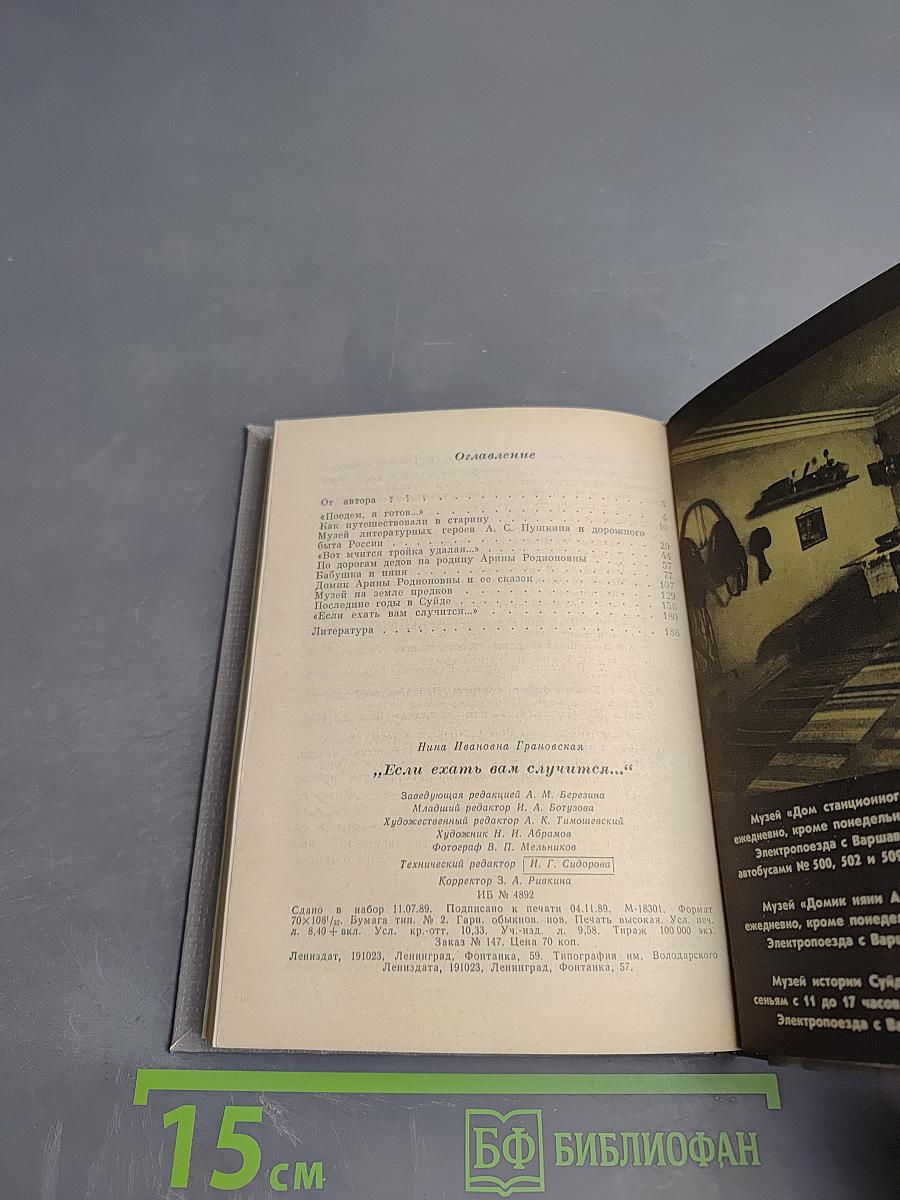 Оглавление
От автора . . . . . . . . . . . . . . . . . 3
«Поедем, я готов...» . . . . . . . . . . . . . 4
Как путешествовали в старину . . . . . . . . . . 10
Музей литературных героев А. С. Пушкина и дорожного
быта России . . . . . . . . . . . . . . . . 29
«Вот мчится тройка удалая...» . . . . . . . . . . 44
По дорогам дедов на родину Арины Родионовны . . . . 57
Бабушка и няня . . . . . . . . . . . . . . . 77
Домик Арины Родионовны и ее сказок . . . . . . . 107
Музей на земле предков . . . . . . . . . . . . 129
Последние годы в Суйде . . . . . . . . . . . . 156
«Если ехать вам случится...» . . . . . . . . . . 180
Литература . . . . . . . . . . . . . . . . . 186
Нина Ивановна Грановская
„Если ехать вам случится...“
Заведующая редакцией А. М. Березина
Младший редактор И. А. Ботузова
Художественный редактор А. К. Тимошевский
Художник Н. И. Абрамов
Фотограф В. П. Мельников
Технический редактор И. Г. Сидорова
Корректор З. А. Ривкина
ИБ № 4892
Сдано в набор 11.07.89. Подписано к печати 04.11.89. М-18301. Формат
70×108¹/₃₂. Бумага тип. № 2. Гарн. обыкнов. нов. Печать высокая. Усл. печ.
л. 8,40 + вкл. Усл. кр.-отт. 10,33. Уч.-изд. л. 9,58. Тираж 100 000 экз.
Заказ № 147. Цена 70 коп.
Лениздат, 191023, Ленинград, Фонтанка, 59. Типография им. Володарского
Лениздата, 191023, Ленинград, Фонтанка, 57.
Музей «Дом станционного
ежедневно, кроме понедельни
Электропоезда с Варшав
автобусами № 500, 502 и 509
Музей «Домик няни А
ежедневно, кроме понеде
Электропоезда с Вар
Музей истории Суйд
сеньям с 11 до 17 часов
Электропоезда с Ва
15 см
БФ БИБЛИОФАН